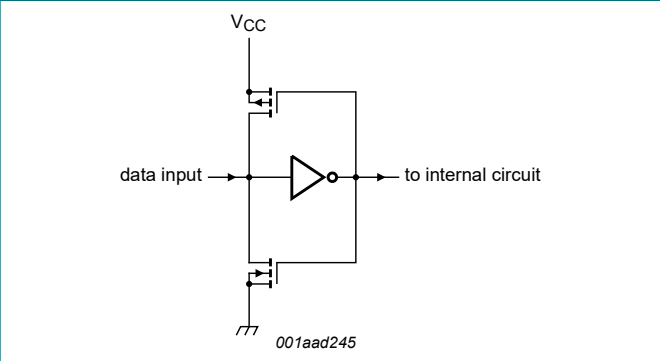 VCC
data input
to internal circuit
001aad245